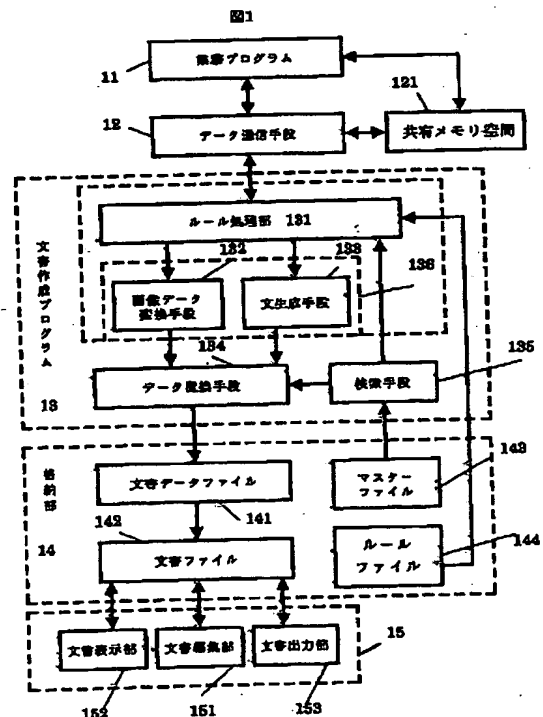 図1
11
業務プログラム
121
12
データ通信手段
共有メモリ空間
ルール処理部 131
132
133
136
画像データ
変換手段
文生成手段
134
135
データ置換手段
検索手段
文書作成プログラム
13
143
文書データファイル
マスター
ファイル
格納部
142
141
14
文書ファイル
ルール
ファイル
144
文書表示部
文書編集部
文書出力部
15
152
151
153